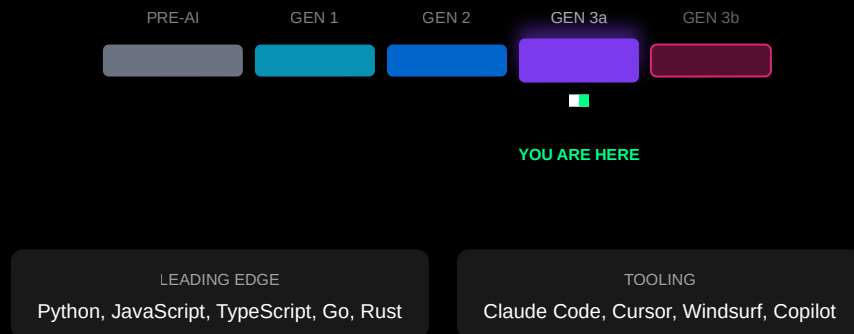 PRE-AI GEN 1 GEN 2 GEN 3a GEN 3b
YOU ARE HERE
LEADING EDGE
Python, JavaScript, TypeScript, Go, Rust
TOOLING
Claude Code, Cursor, Windsurf, Copilot